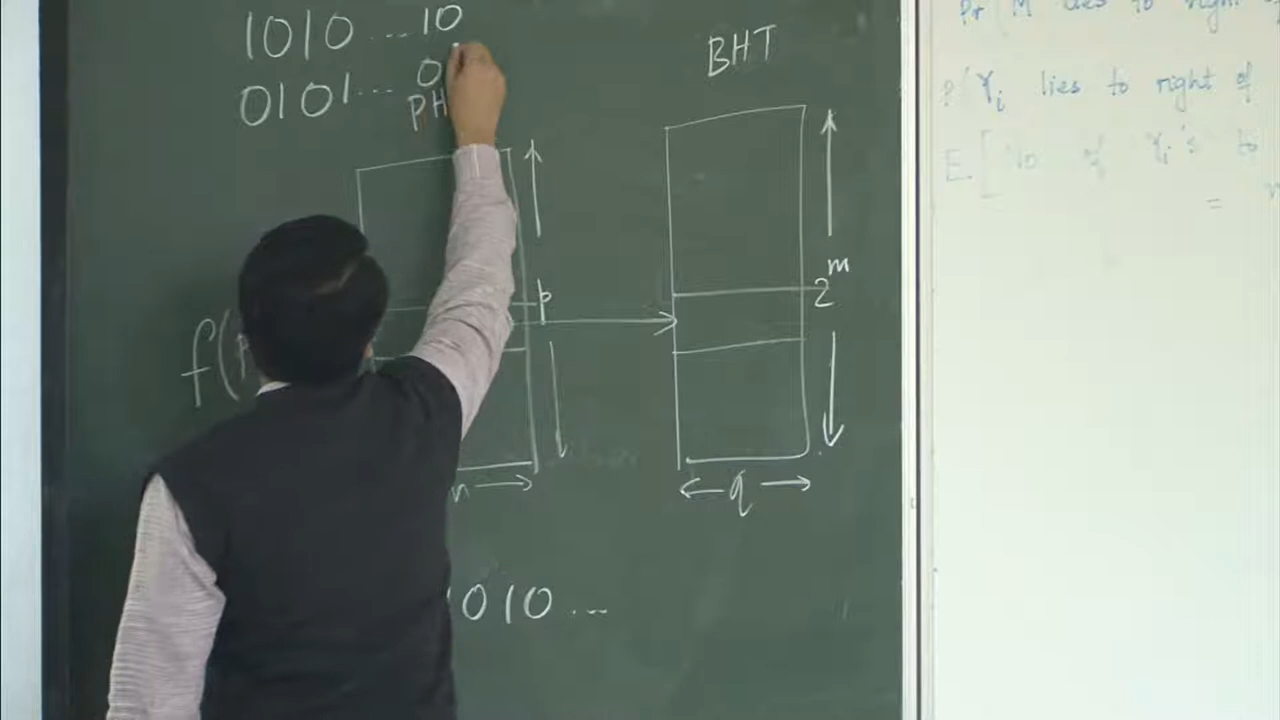 1010 ... 10
BHT
0101 ... 0
PH
p
2^m
f(
n
q
1010 ...
Pr ( M lies to right
P( Y_i lies to right of
E [ no of Y_i's to
=